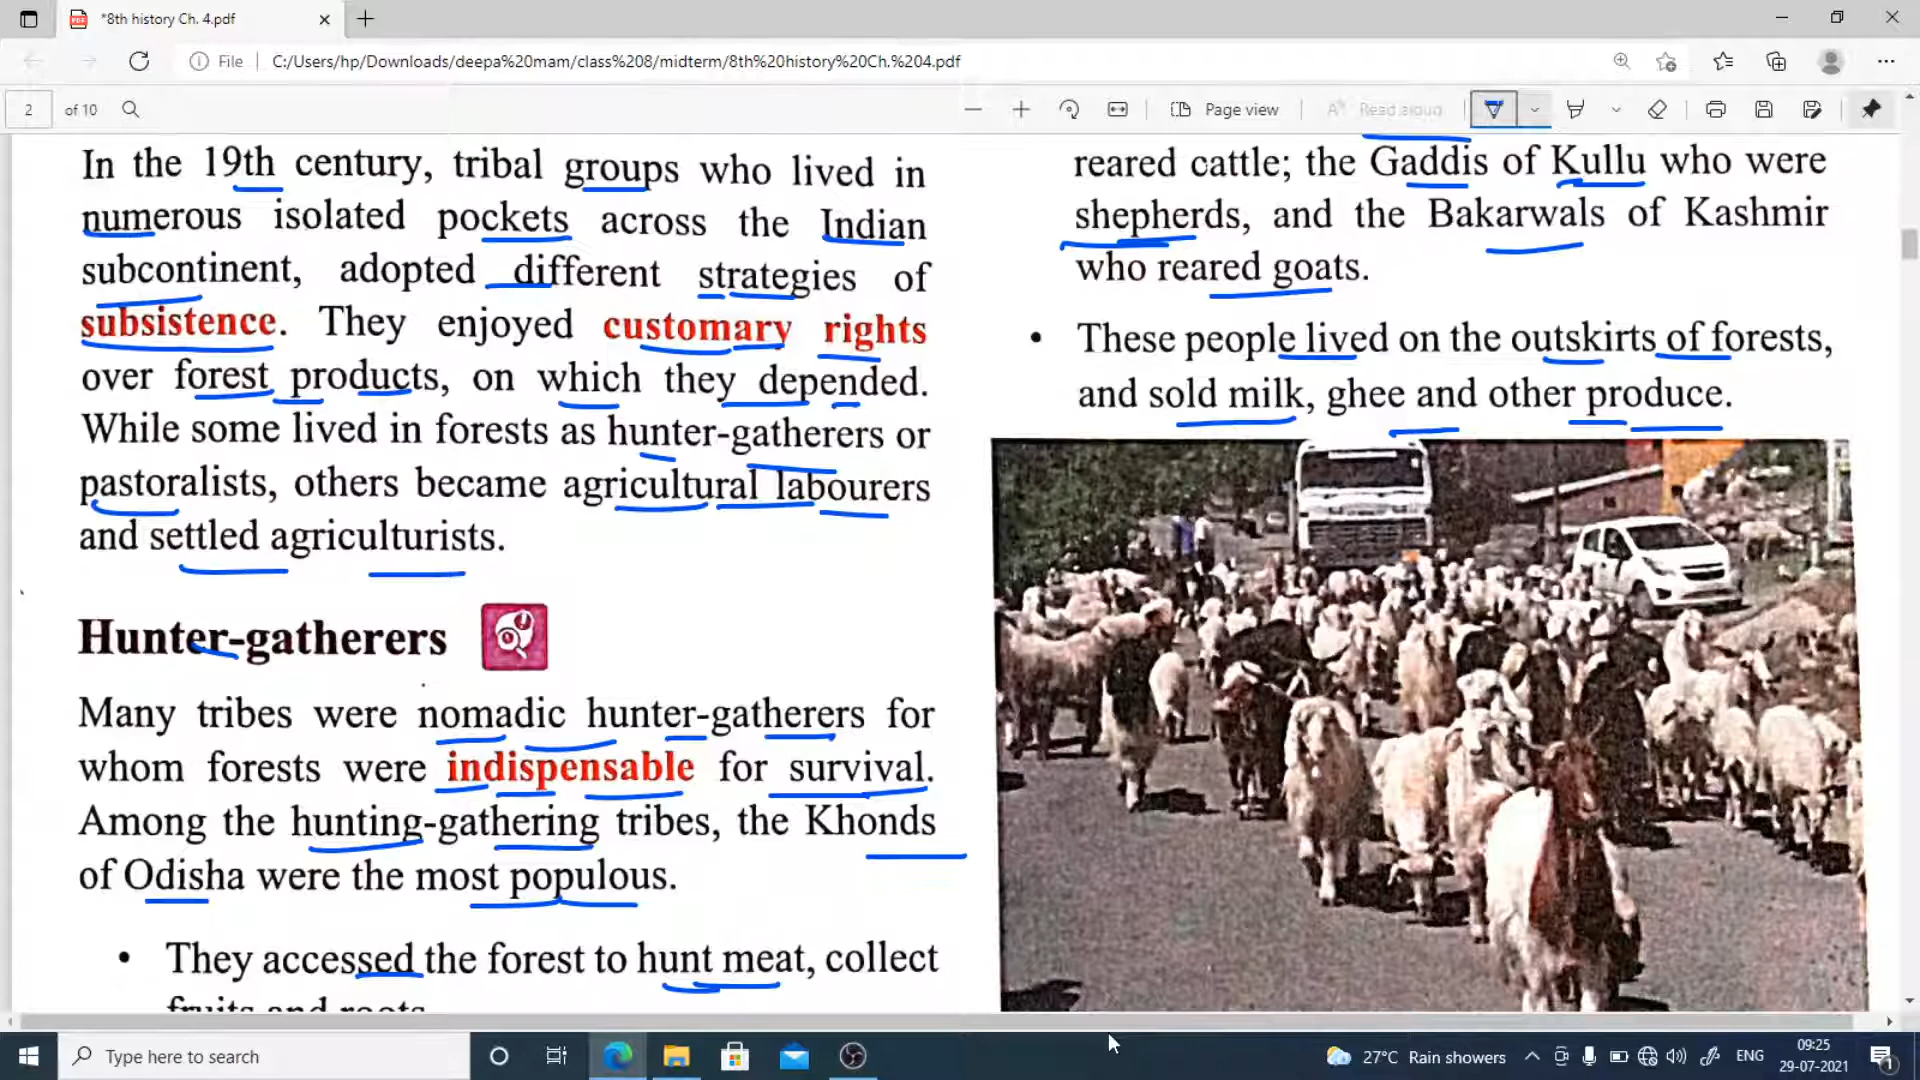 *8th history Ch. 4.pdf
File
C:/Users/hp/Downloads/deepa%20mam/class%208/midterm/8th%20history%20Ch.%204.pdf
2 of 10
Page view
Read aloud
In the 19th century, tribal groups who lived in
numerous isolated pockets across the Indian
subcontinent, adopted different strategies of
subsistence. They enjoyed customary rights
over forest products, on which they depended.
While some lived in forests as hunter-gatherers or
pastoralists, others became agricultural labourers
and settled agriculturists.
Hunter-gatherers
Many tribes were nomadic hunter-gatherers for
whom forests were indispensable for survival.
Among the hunting-gathering tribes, the Khonds
of Odisha were the most populous.
• They accessed the forest to hunt meat, collect
fruits and roots
reared cattle; the Gaddis of Kullu who were
shepherds, and the Bakarwals of Kashmir
who reared goats.
• These people lived on the outskirts of forests,
and sold milk, ghee and other produce.
Type here to search
27°C Rain showers
ENG
09:25
29-07-2021
1